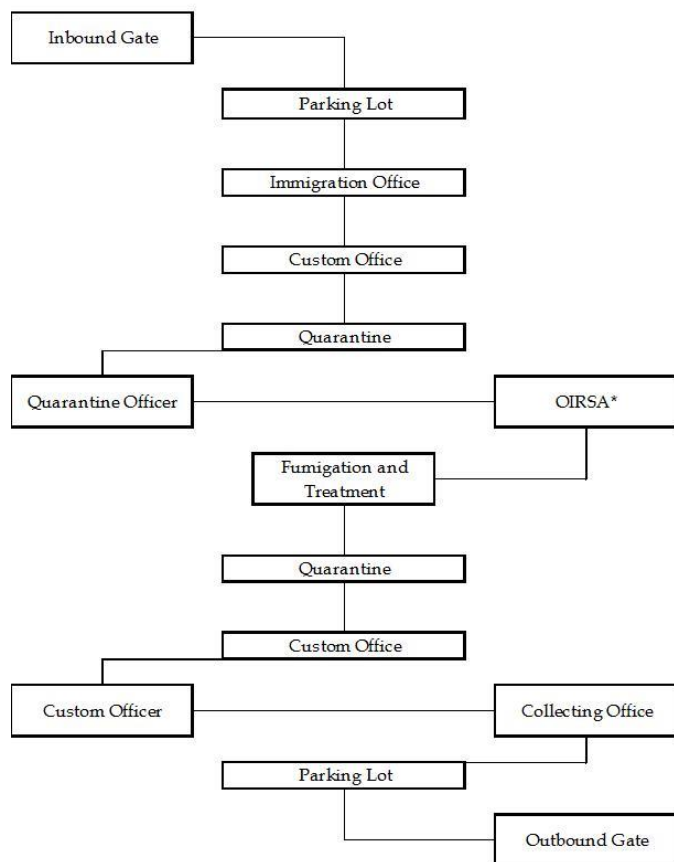 Inbound Gate
Parking Lot
Immigration Office
Custom Office
Quarantine
Quarantine Officer
OIRSA*
Fumigation and
Treatment
Quarantine
Custom Office
Custom Officer
Collecting Office
Parking Lot
Outbound Gate